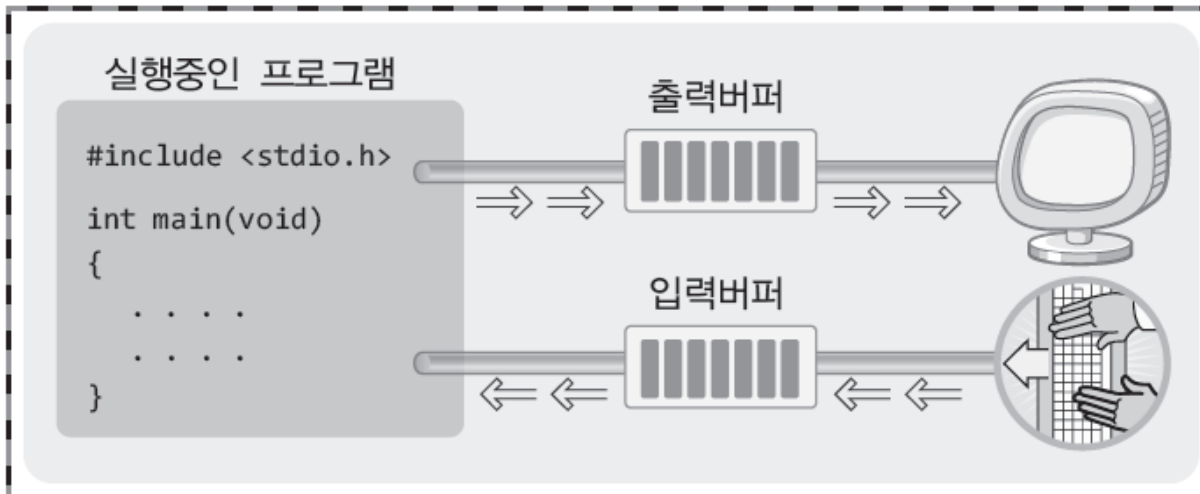 실행중인 프로그램
#include <stdio.h>
int main(void)
{
. . . .
. . . .
}
출력버퍼
입력버퍼